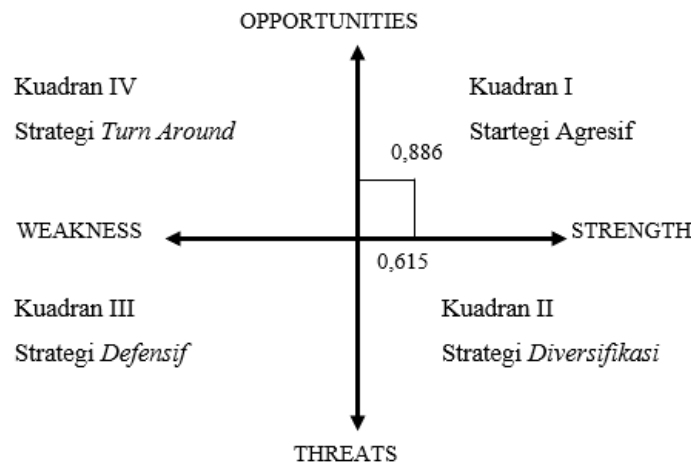 OPPORTUNITIES
Kuadran IV
Strategi Turn Around
Kuadran I
Startegi Agresif
0,886
WEAKNESS
STRENGTH
0,615
Kuadran III
Strategi Defensif
Kuadran II
Strategi Diversifikasi
THREATS